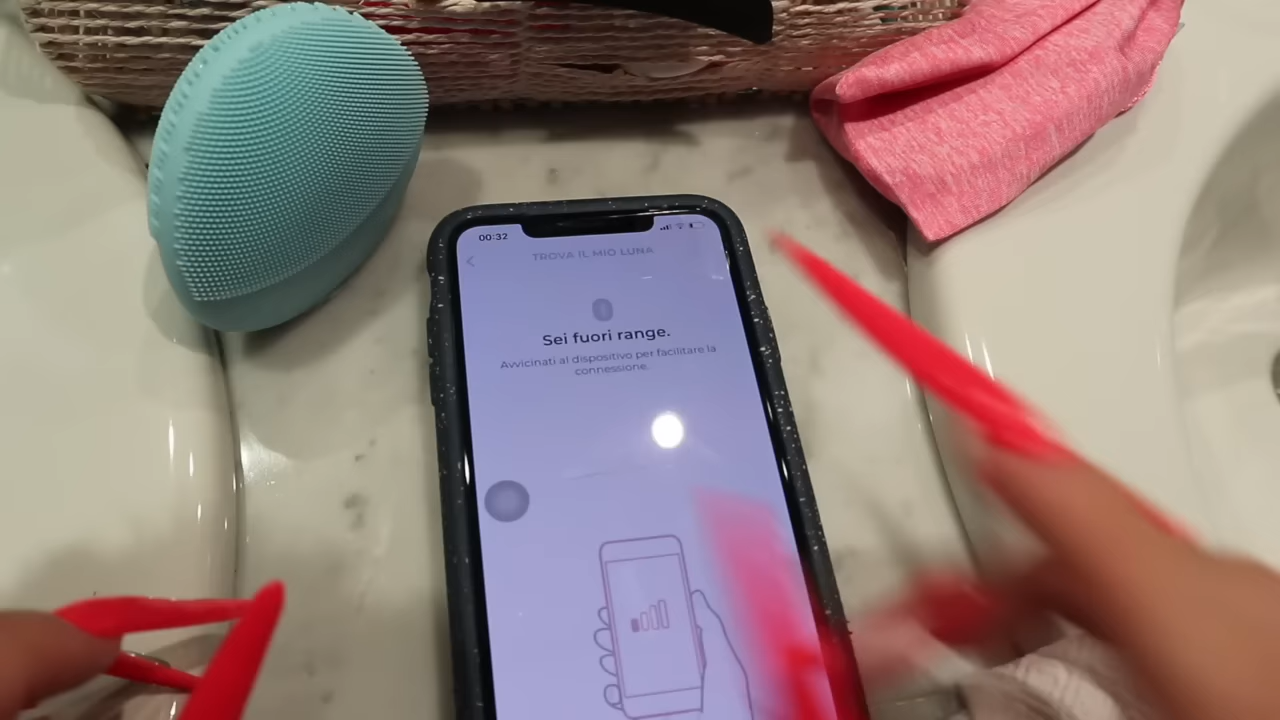 00:32
TROVA IL MIO LUNA
Sei fuori range.
Avvicinati al dispositivo per facilitare la
connessione.